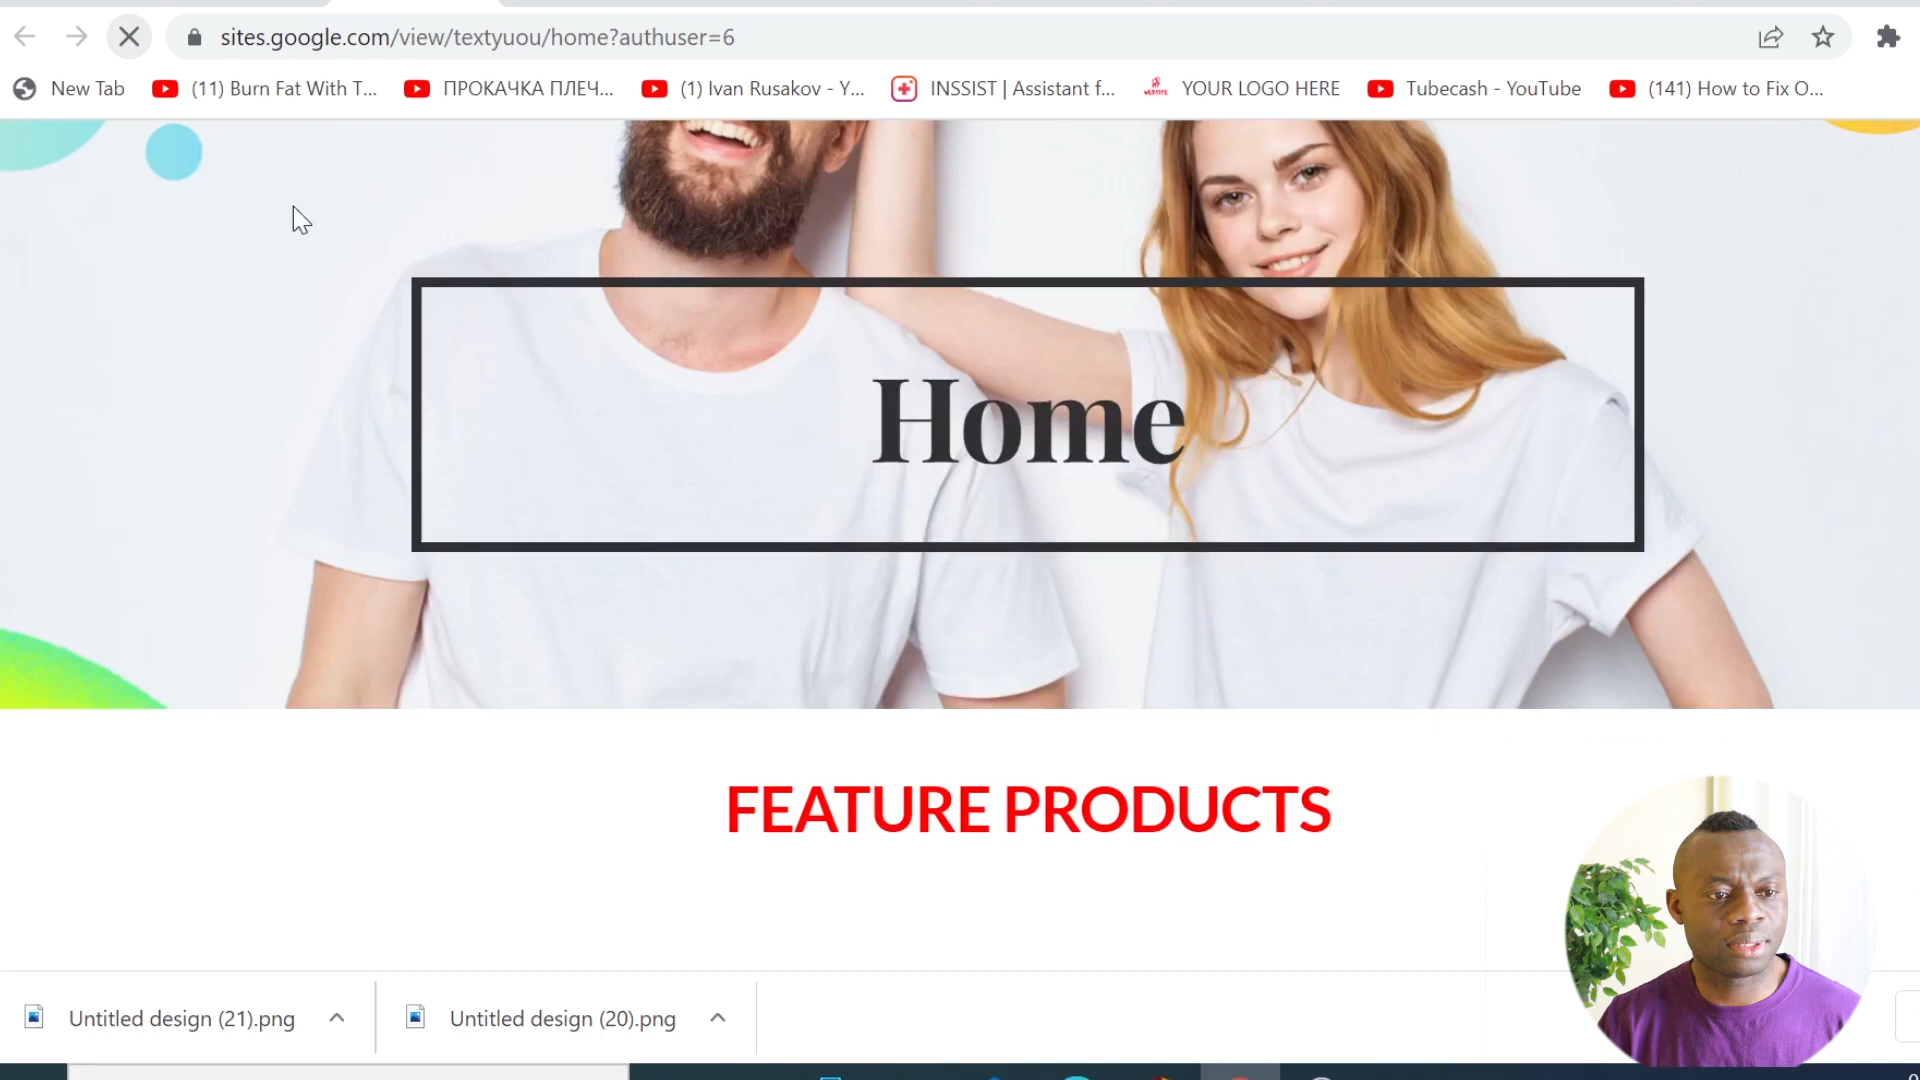 sites.google.com/view/textyuou/home?authuser=6
New Tab
(11) Burn Fat With T...
ПРОКАЧКА ПЛЕЧ...
(1) Ivan Rusakov - Y...
INSSIST | Assistant f...
WEBSITE
YOUR LOGO HERE
Tubecash - YouTube
(141) How to Fix O...
Home
FEATURE PRODUCTS
Untitled design (21).png
Untitled design (20).png